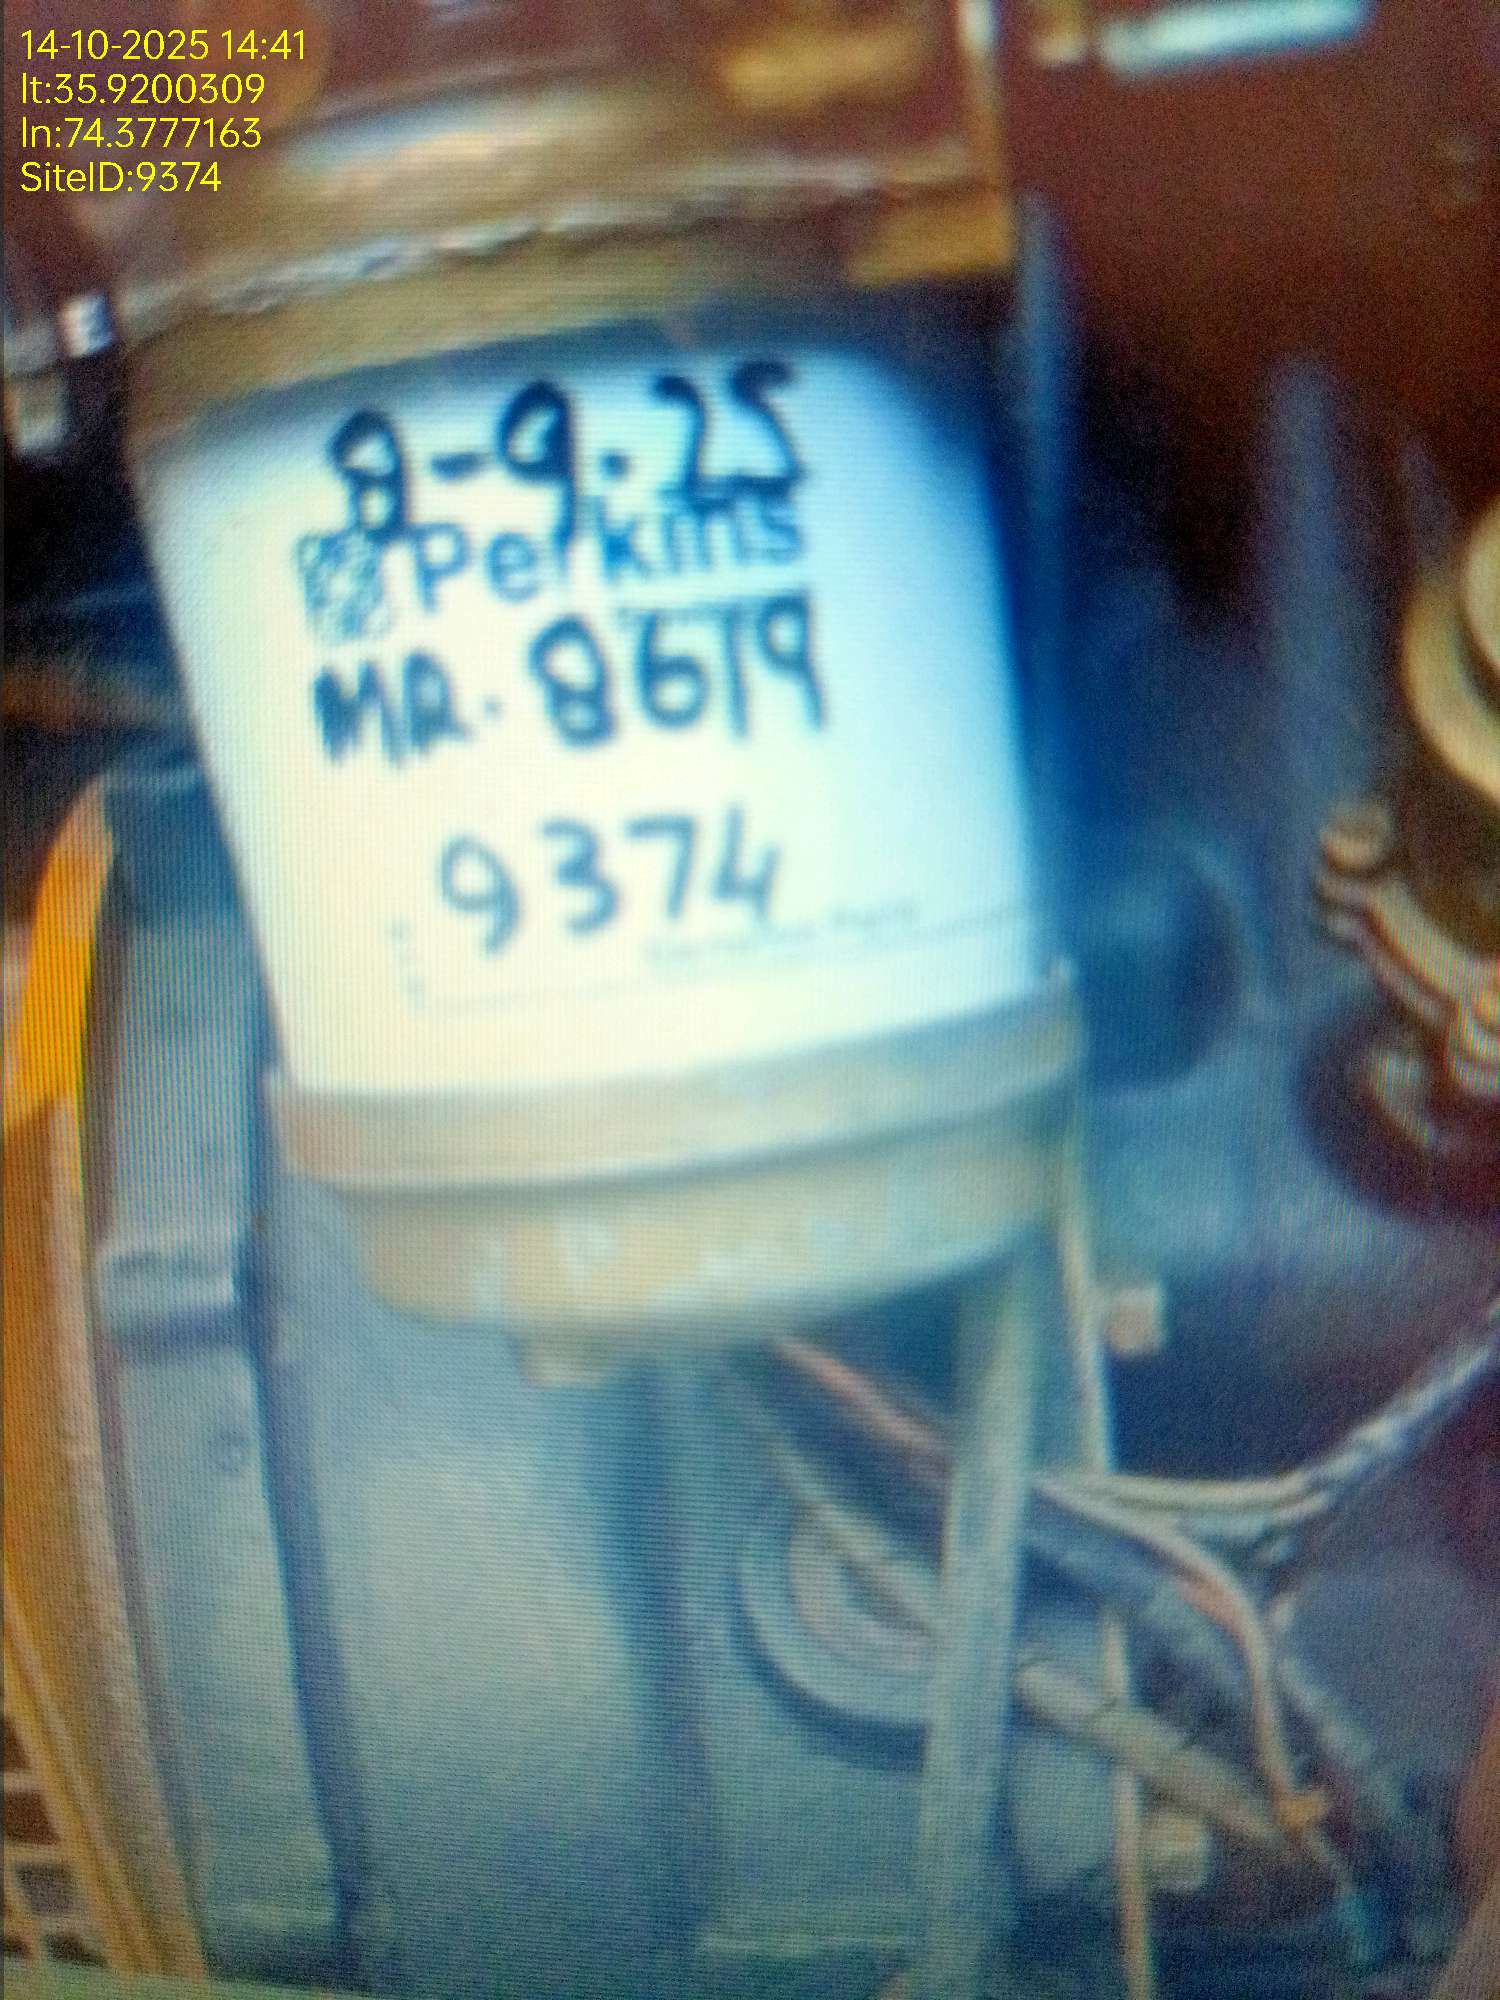 14-10-2025 14:41
lt:35.9200309
ln:74.3777163
SiteID:9374
8-9.25
Perkins
MR. 8619
9374